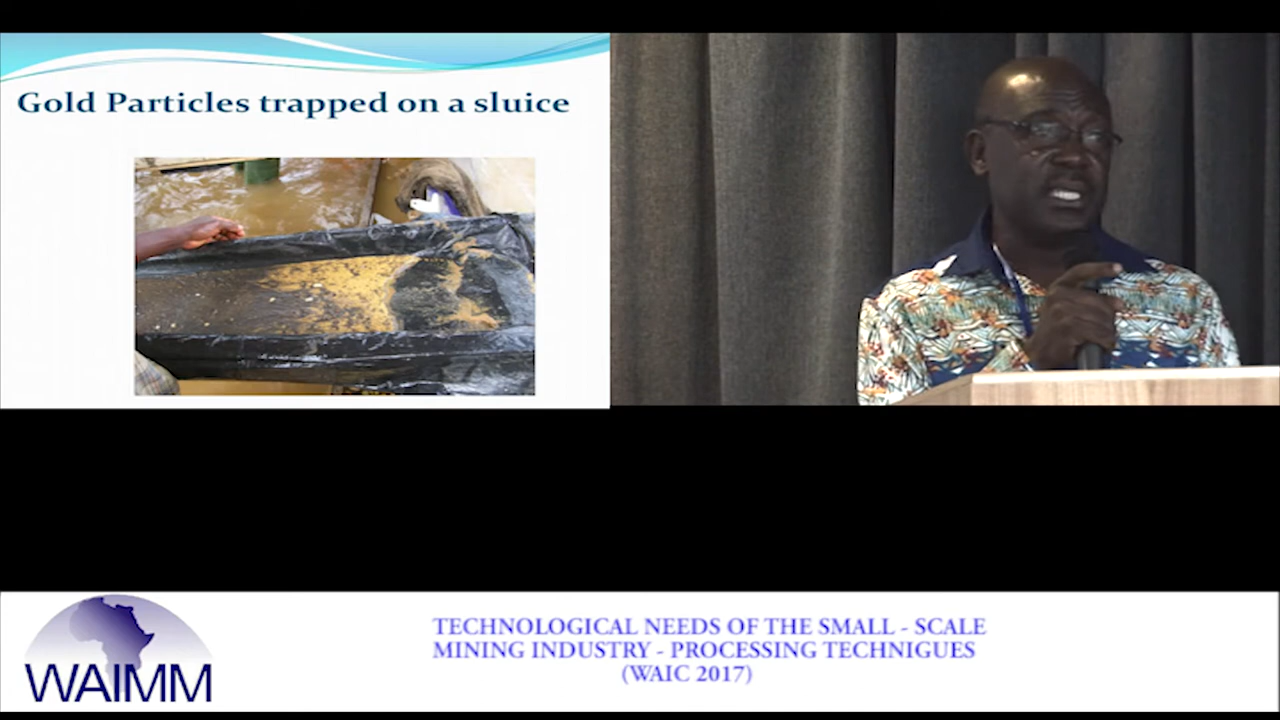 Gold Particles trapped on a sluice
WAIMM
TECHNOLOGICAL NEEDS OF THE SMALL - SCALE
MINING INDUSTRY - PROCESSING TECHNIGUES
(WAIC 2017)